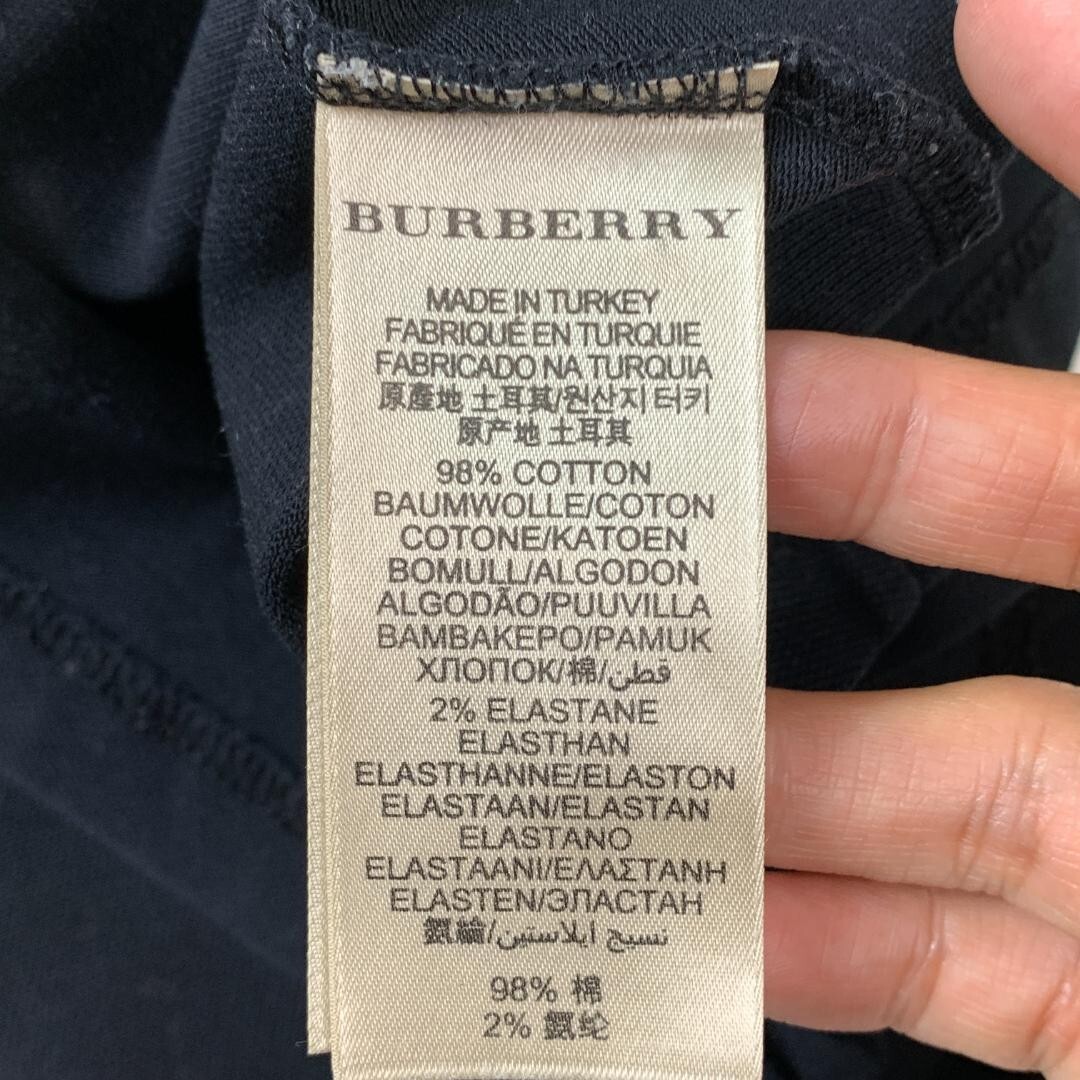 BURBERRY
MADE IN TURKEY
FABRIQUÉ EN TURQUIE
FABRICADO NA TURQUIA
原產地 土耳其/원산지 터키
原产地 土耳其
98% COTTON
BAUMWOLLE/COTON
COTONE/KATOEN
BOMULL/ALGODON
ALGODÃO/PUUVILLA
ΒΑΜΒΑΚΕΡΟ/PAMUK
ХЛОПОК/棉/قطن
2% ELASTANE
ELASTHAN
ELASTHANNE/ELASTON
ELASTAAN/ELASTAN
ELASTANO
ELASTAANI/ΕΛΑΣΤΑΝΗ
ELASTEN/ЭЛАСТАН
氨綸/نسيج ايلاستين
98% 棉
2% 氨纶